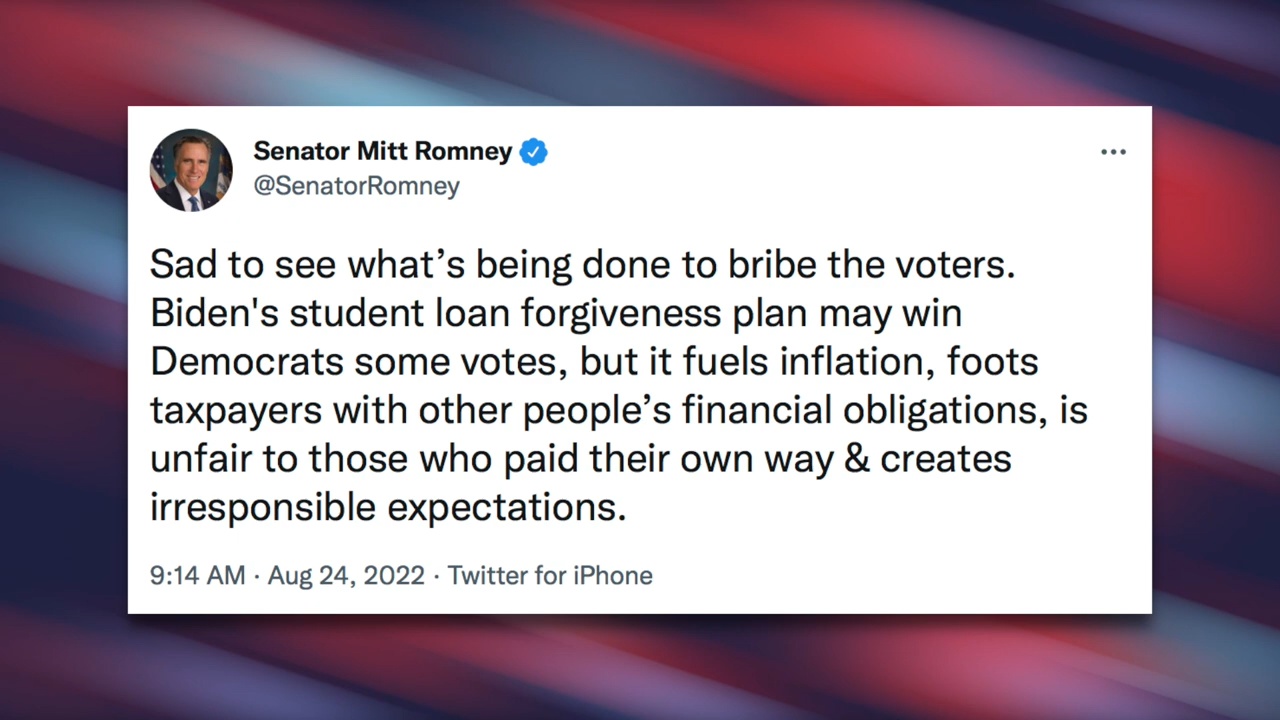 Senator Mitt Romney
@SenatorRomney
Sad to see what’s being done to bribe the voters.
Biden's student loan forgiveness plan may win
Democrats some votes, but it fuels inflation, foots
taxpayers with other people’s financial obligations, is
unfair to those who paid their own way & creates
irresponsible expectations.
9:14 AM · Aug 24, 2022 · Twitter for iPhone